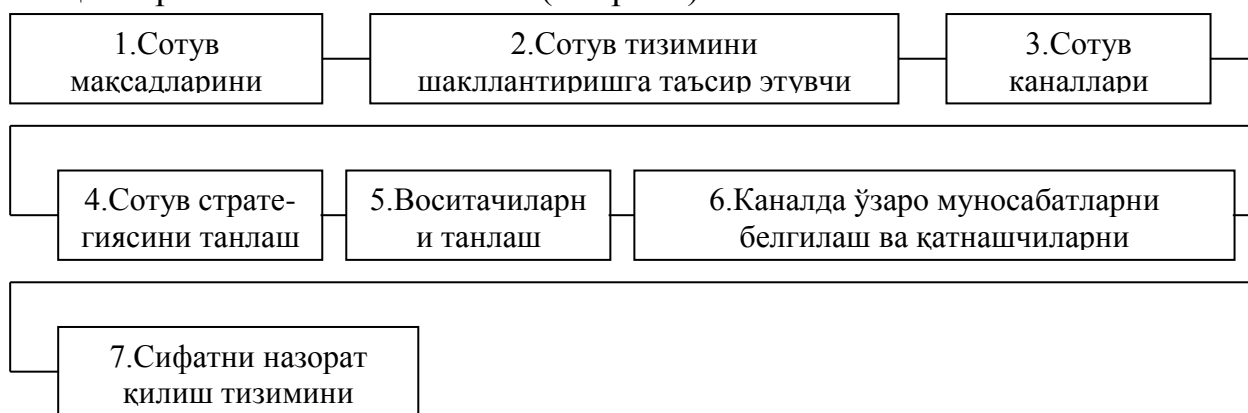 1.Сотув
мақсадларини
2.Сотув тизимини
шакллантиришга таъсир этувчи
3.Сотув
каналлари
4.Сотув страте-
гиясини танлаш
5.Воситачиларн
и танлаш
6.Каналда ўзаро муносабатларни
белгилаш ва қатнашчиларни
7.Сифатни назорат
қилиш тизимини